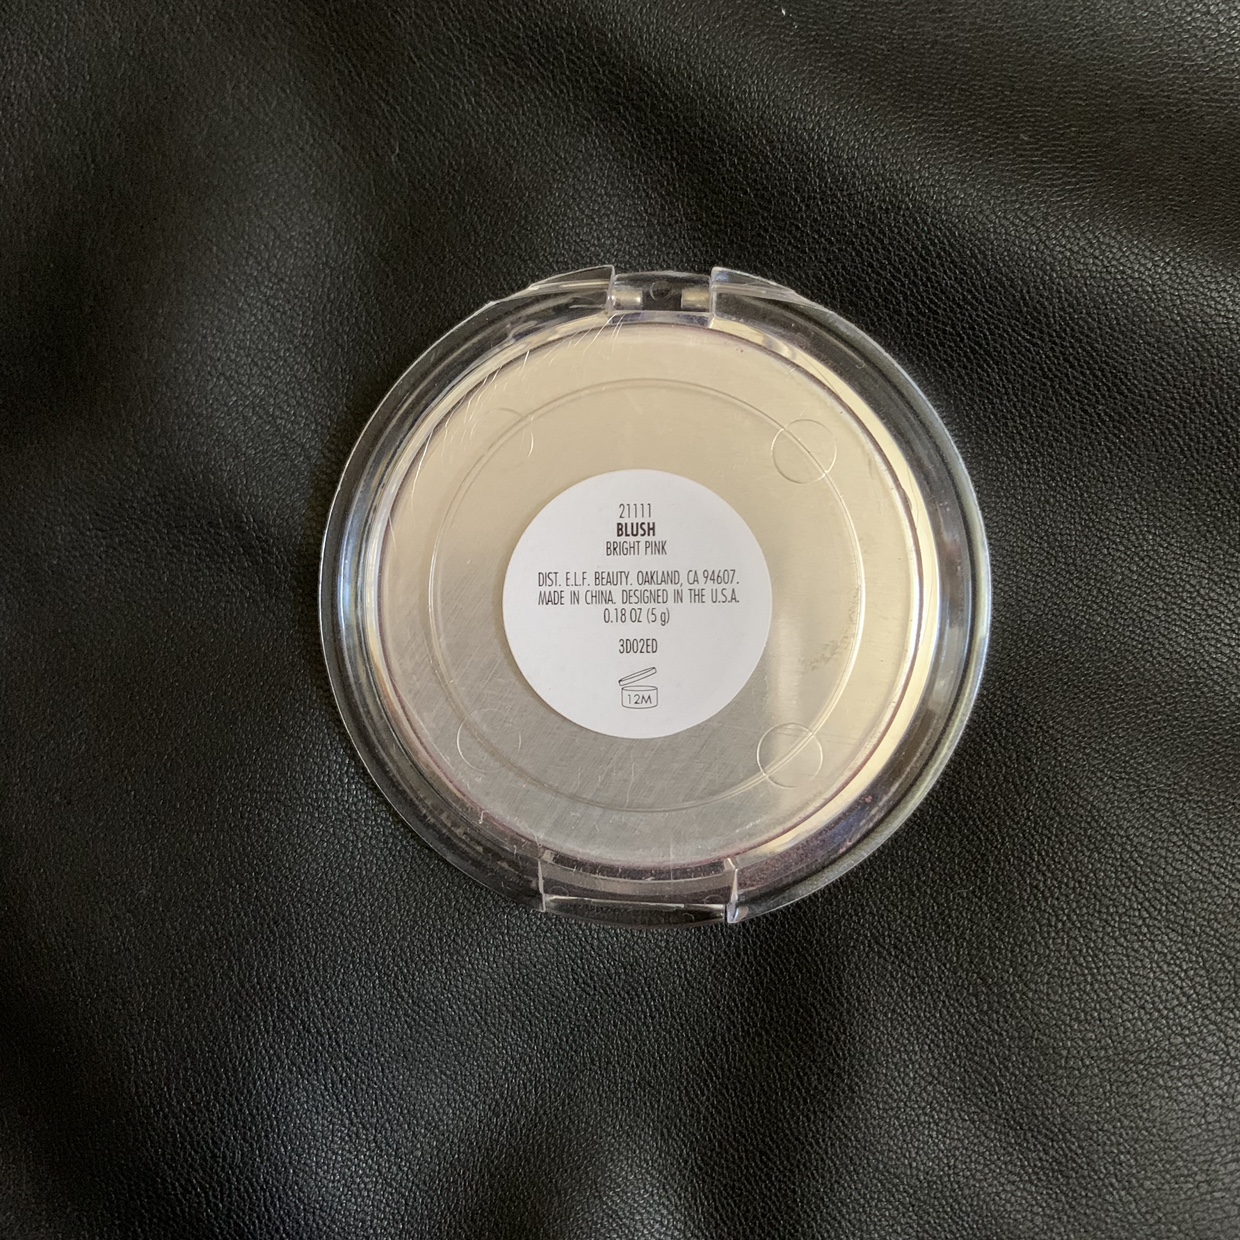 21111
BLUSH
BRIGHT PINK
DIST. E.L.F. BEAUTY. OAKLAND, CA 94607.
MADE IN CHINA. DESIGNED IN THE U.S.A.
0.18 OZ (5 g)
3D02ED
12M